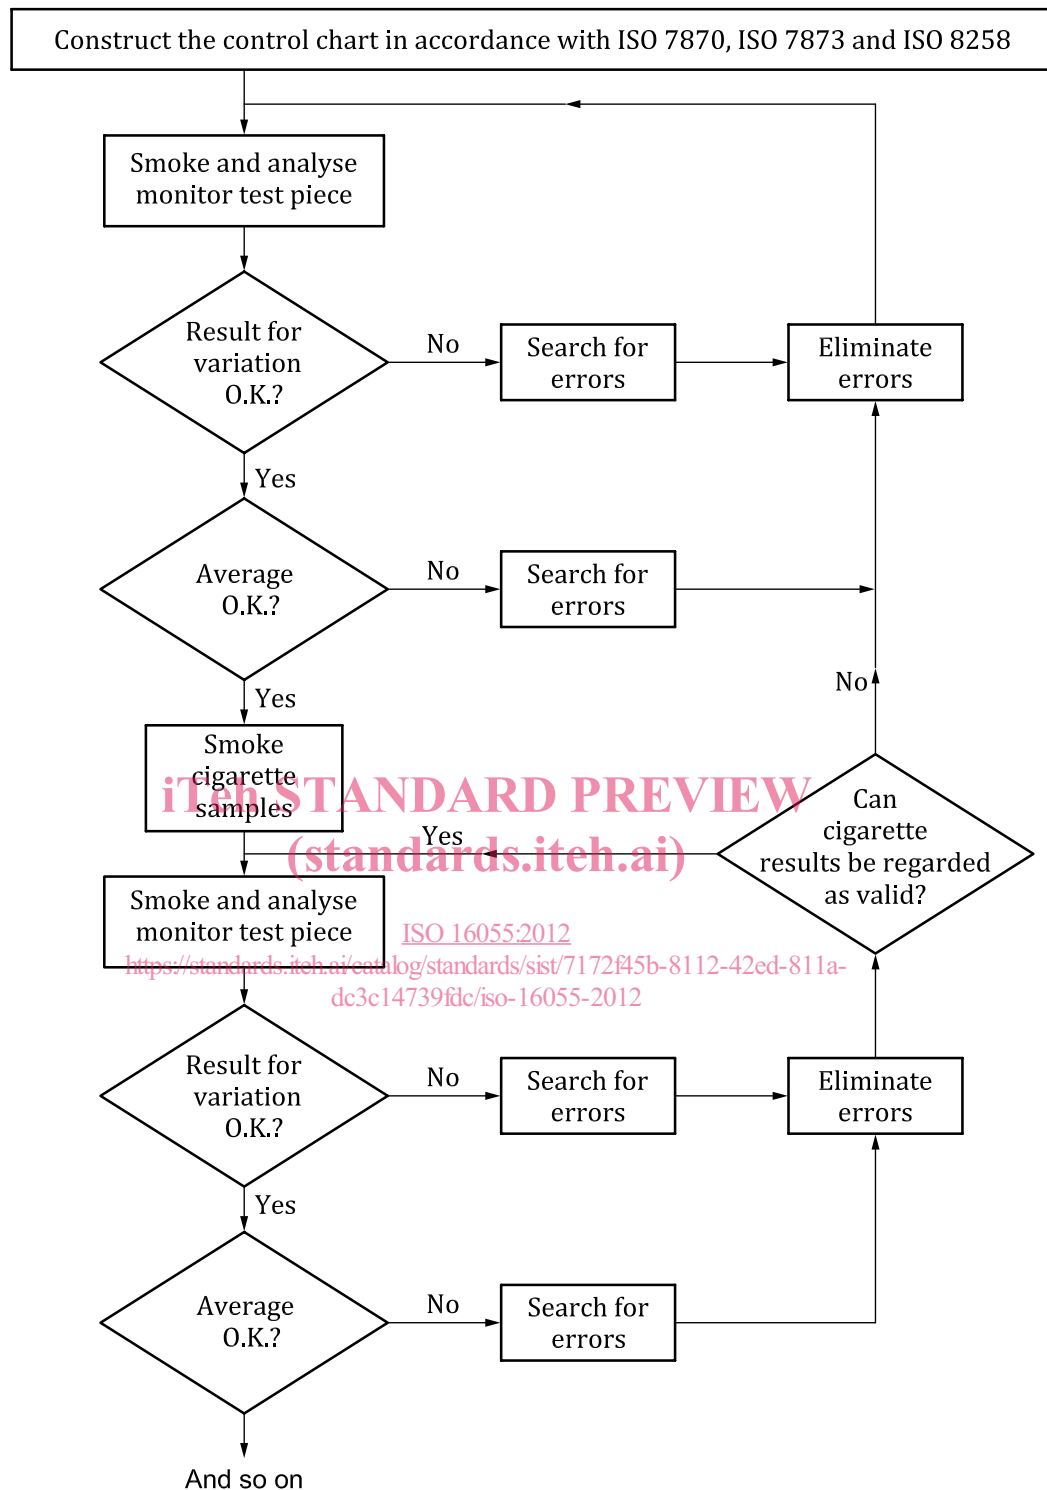 Construct the control chart in accordance with ISO 7870, ISO 7873 and ISO 8258
Smoke and analyse
monitor test piece
Result for
variation
O.K.?
No
Search for
errors
Eliminate
errors
Yes
Average
O.K.?
No
Search for
errors
Yes
No
Smoke
cigarette
samples
iTeh STANDARD PREVIEW
(standards.iteh.ai)
Yes
Can
cigarette
results be regarded
as valid?
Smoke and analyse
monitor test piece
ISO 16055:2012
https://standards.iteh.ai/catalog/standards/sist/7172f45b-8112-42ed-811a-
dc3c14739fdc/iso-16055-2012
Result for
variation
O.K.?
No
Search for
errors
Eliminate
errors
Yes
Average
O.K.?
No
Search for
errors
And so on